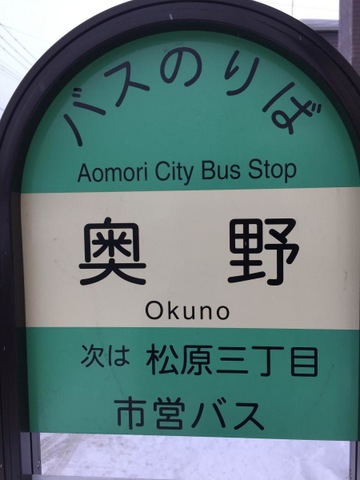 バスのりば
Aomori City Bus Stop
奥野
Okuno
次は 松原三丁目
市営バス